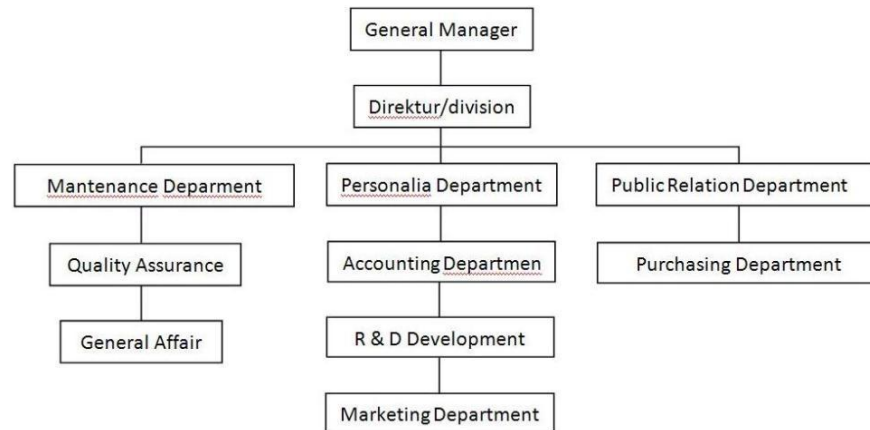 General Manager
Direktur/division
Mantenance Deparment
Personalia Department
Public Relation Department
Quality Assurance
Accounting Departmen
Purchasing Department
General Affair
R & D Development
Marketing Department